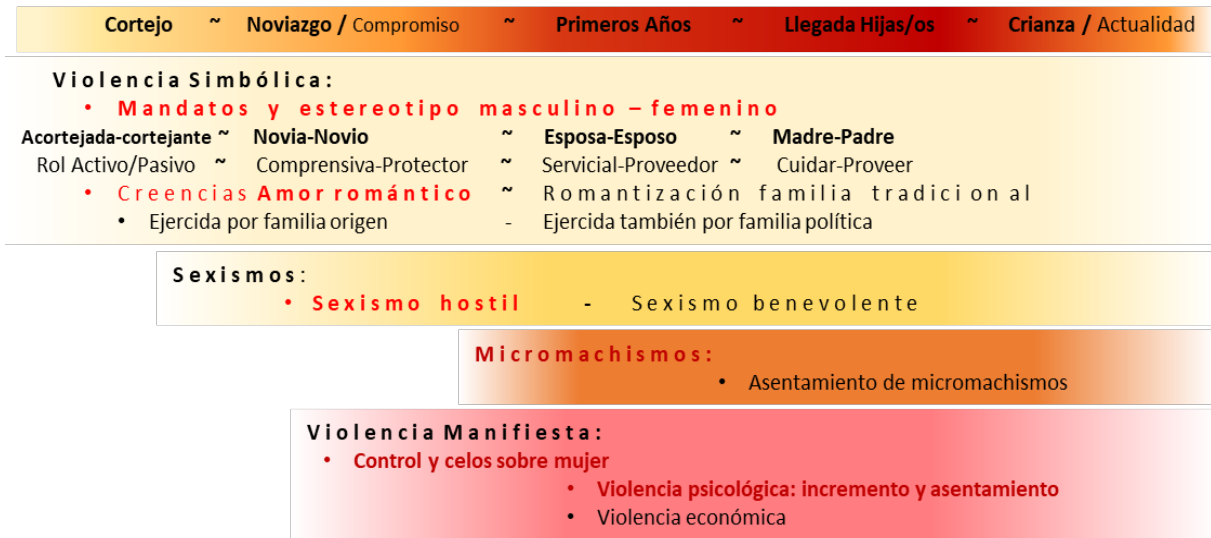 Cortejo ~ Noviazgo / Compromiso ~ Primeros Años ~ Llegada Hijas/os ~ Crianza / Actualidad
Violencia Simbólica:
• Mandatos y estereotipo masculino – femenino
Acortejada-cortejante ~ Novia-Novio ~ Esposa-Esposo ~ Madre-Padre
Rol Activo/Pasivo ~ Comprensiva-Protector ~ Servicial-Proveedor ~ Cuidar-Proveer
• Creencias Amor romántico ~ Romantización familia tradicional
• Ejercida por familia origen - Ejercida también por familia política
Sexismos:
• Sexismo hostil - Sexismo benevolente
Micromachismos:
• Asentamiento de micromachismos
Violencia Manifiesta:
• Control y celos sobre mujer
• Violencia psicológica: incremento y asentamiento
• Violencia económica